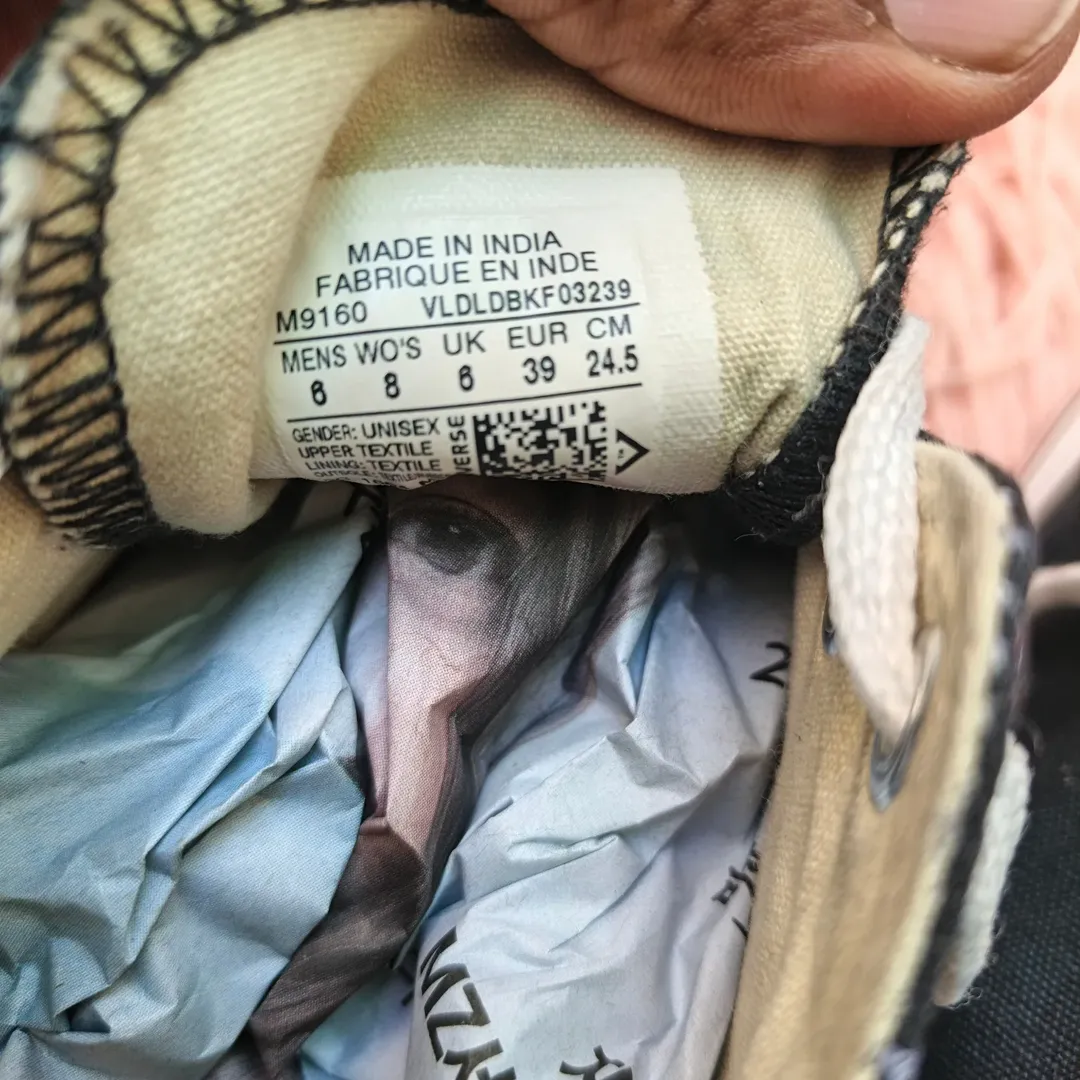 MADE IN INDIA
FABRIQUE EN INDE
M9160 VLDLDBKF03239
MENS WO'S UK EUR CM
6 8 6 39 24.5
GENDER: UNISEX
UPPER TEXTILE
LINING: TEXTILE
VERSE